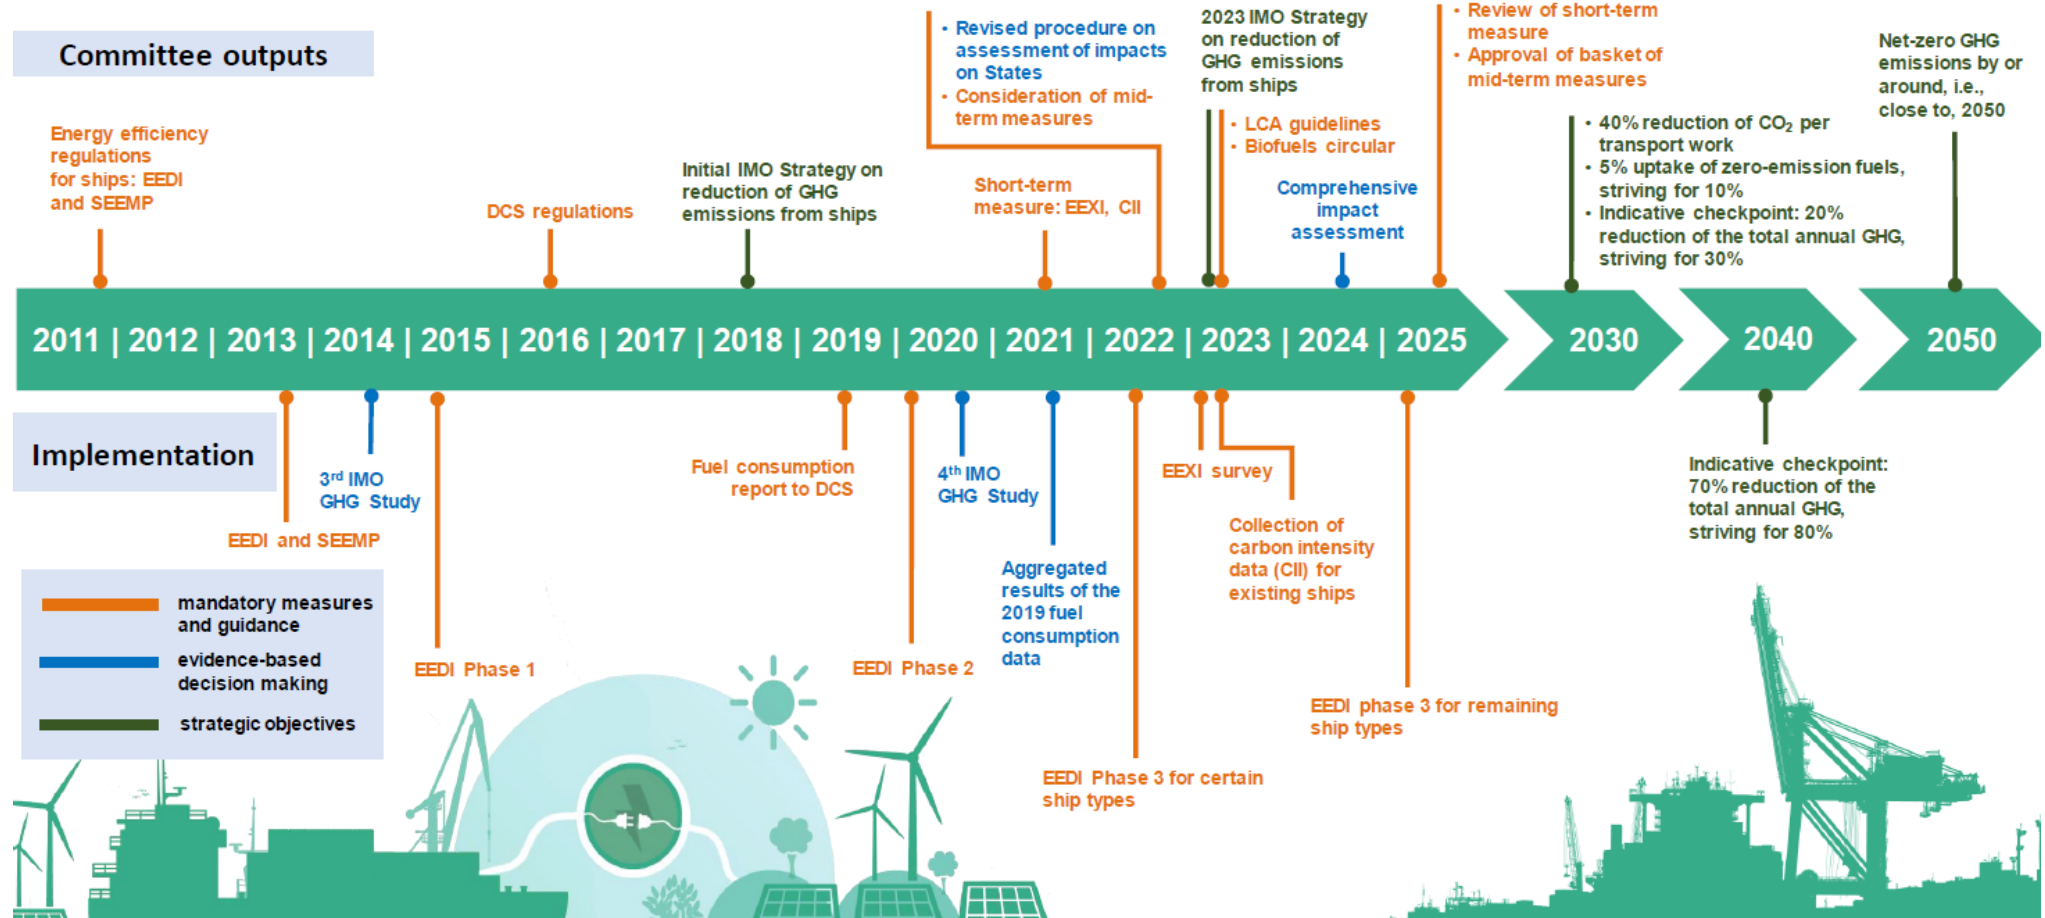 Committee outputs
Energy efficiency
regulations
for ships: EEDI
and SEEMP
DCS regulations
Initial IMO Strategy on
reduction of GHG
emissions from ships
• Revised procedure on
assessment of impacts
on States
• Consideration of mid-
term measures
Short-term
measure: EEXI, CII
2023 IMO Strategy
on reduction of
GHG emissions
from ships
• LCA guidelines
• Biofuels circular
Comprehensive
impact
assessment
• Review of short-term
measure
• Approval of basket of
mid-term measures
• 40% reduction of CO₂ per
transport work
• 5% uptake of zero-emission fuels,
striving for 10%
• Indicative checkpoint: 20%
reduction of the total annual GHG,
striving for 30%
Net-zero GHG
emissions by or
around, i.e.,
close to, 2050
2011 | 2012 | 2013 | 2014 | 2015 | 2016 | 2017 | 2018 | 2019 | 2020 | 2021 | 2022 | 2023 | 2024 | 2025
2030
2040
2050
Implementation
EEDI and SEEMP
3rd IMO
GHG Study
EEDI Phase 1
Fuel consumption
report to DCS
EEDI Phase 2
4th IMO
GHG Study
Aggregated
results of the
2019 fuel
consumption
data
EEDI Phase 3 for certain
ship types
EEXI survey
Collection of
carbon intensity
data (CII) for
existing ships
EEDI phase 3 for remaining
ship types
Indicative checkpoint:
70% reduction of the
total annual GHG,
striving for 80%
mandatory measures
and guidance
evidence-based
decision making
strategic objectives